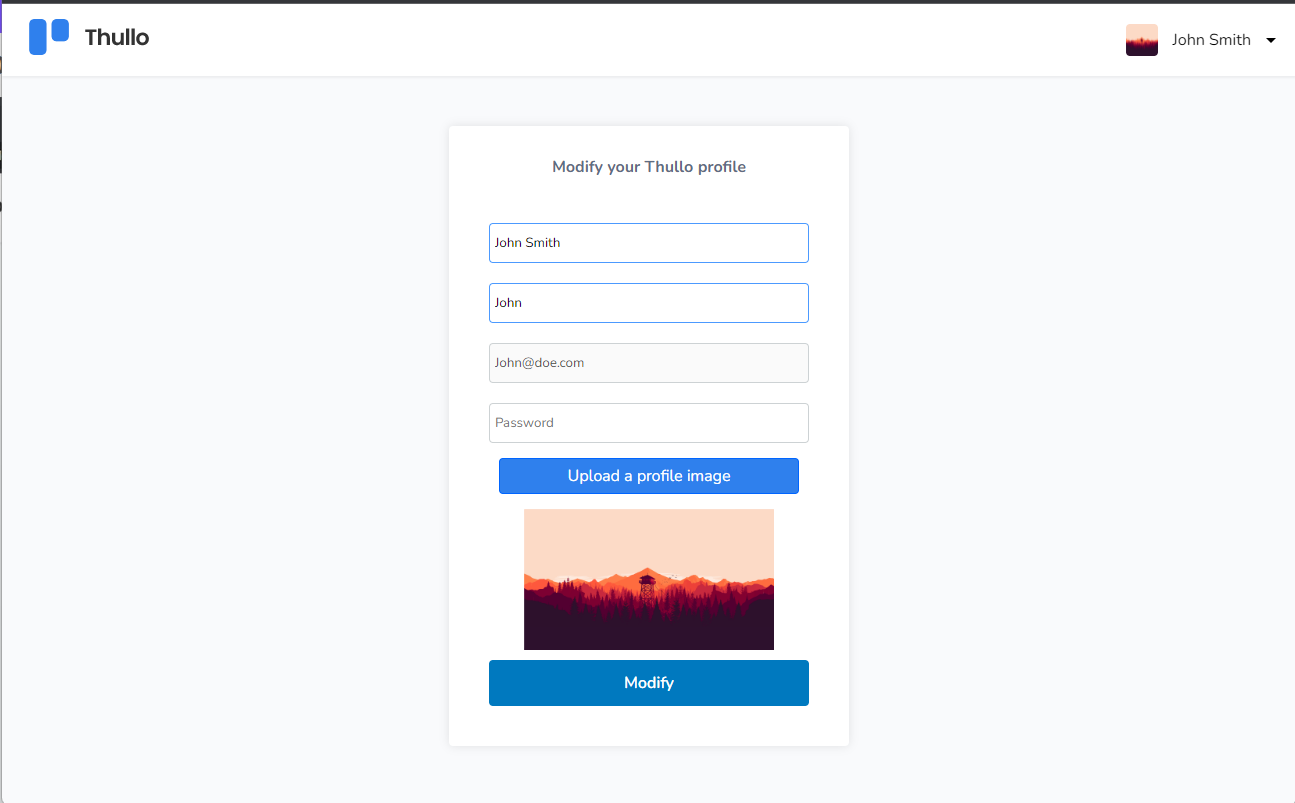 Thullo
John Smith
Modify your Thullo profile
John Smith
John
John@doe.com
Password
Upload a profile image
Modify